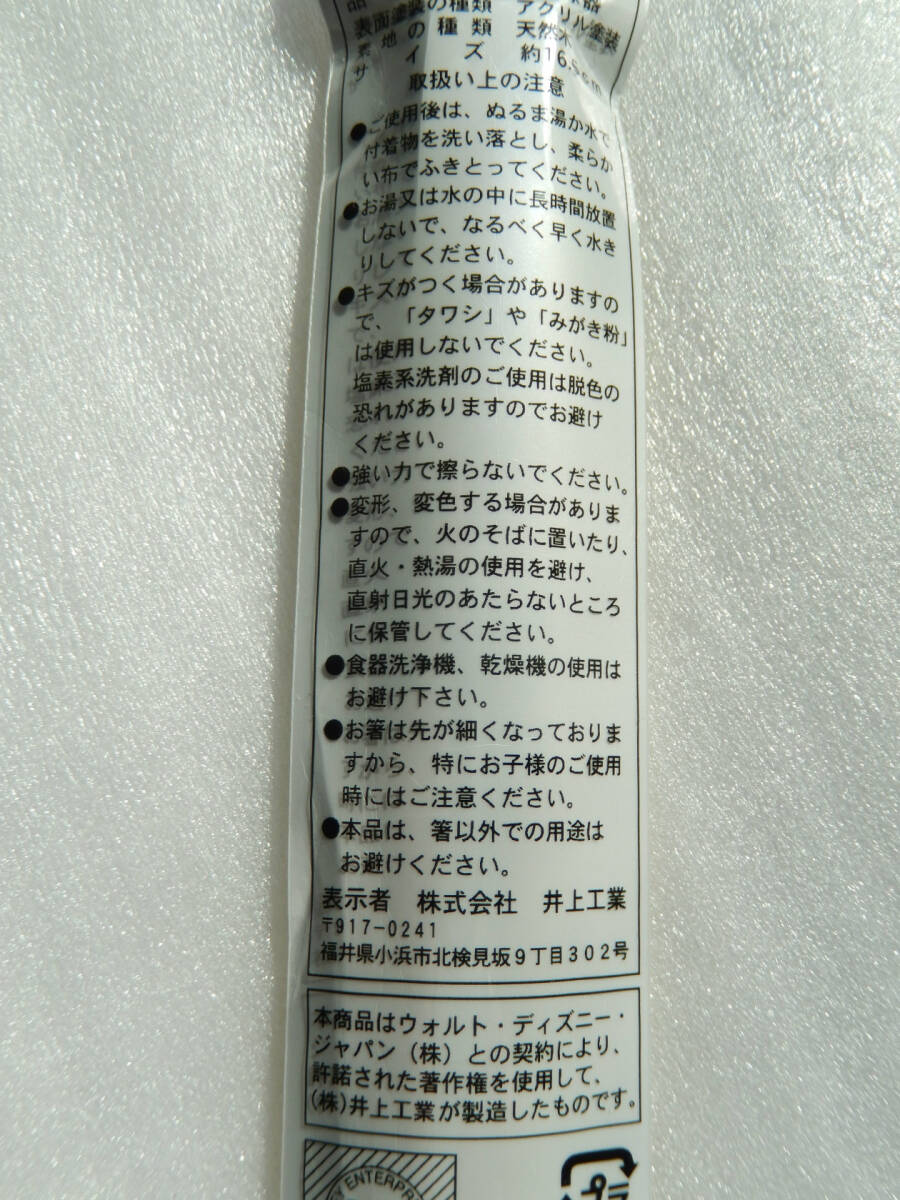 品
表面塗装の種類 アクリル塗装
素地の種類 天然木
サイズ 約16.5cm
取扱い上の注意
●ご使用後は、ぬるま湯か水で
付着物を洗い落とし、柔らか
い布でふきとってください。
●お湯又は水の中に長時間放置
しないで、なるべく早く水き
りしてください。
●キズがつく場合がありますの
で、「タワシ」や「みがき粉」
は使用しないでください。
塩素系洗剤のご使用は脱色の
恐れがありますのでお避け
ください。
●強い力で擦らないでください。
●変形、変色する場合がありま
すので、火のそばに置いたり、
直火・熱湯の使用を避け、
直射日光のあたらないところ
に保管してください。
●食器洗浄機、乾燥機の使用は
お避け下さい。
●お箸は先が細くなっておりま
すから、特にお子様のご使用
時にはご注意ください。
●本品は、箸以外での用途は
お避けください。
表示者 株式会社 井上工業
〒917-0241
福井県小浜市北検見坂9丁目302号
本商品はウォルト・ディズニー・
ジャパン(株)との契約により、
許諾された著作権を使用して、
(株)井上工業が製造したものです。
プラ